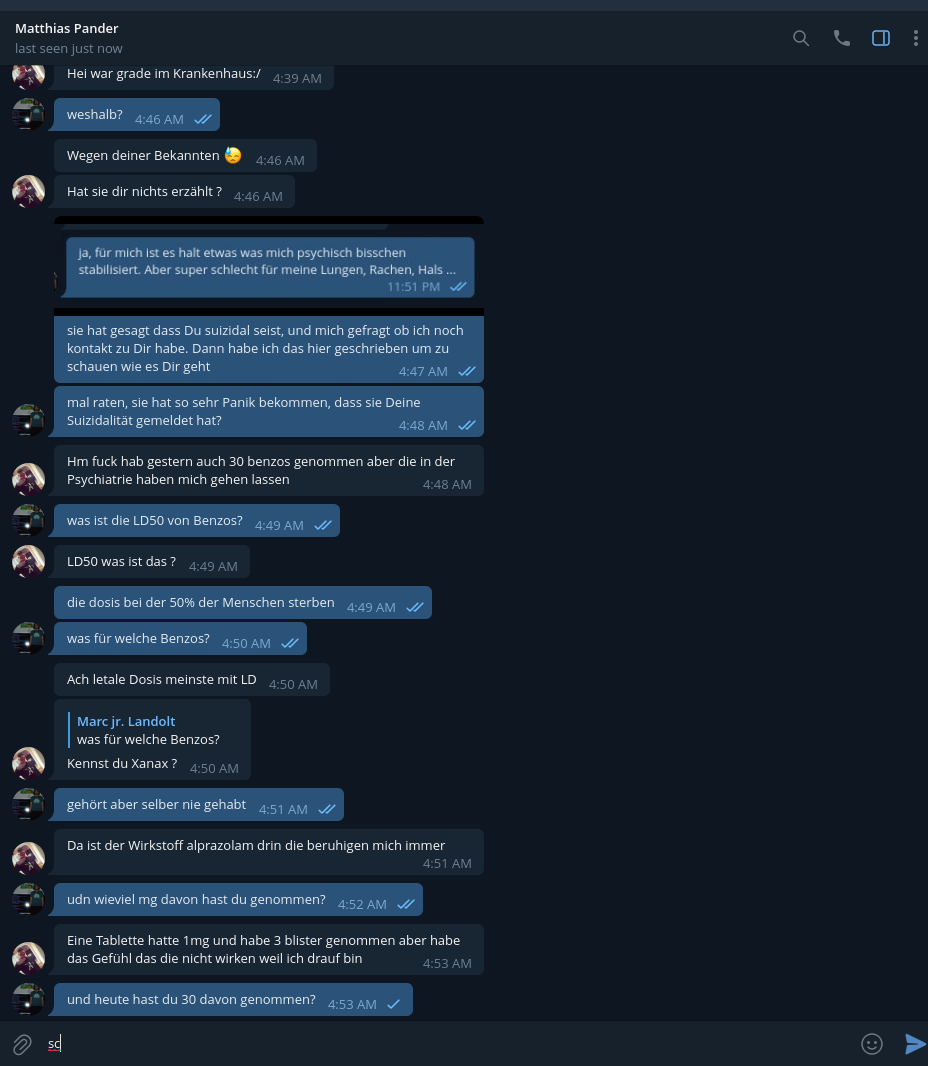 Matthias Pander
last seen just now
Hei war grade im Krankenhaus:/ 4:39 AM
weshalb? 4:46 AM
Wegen deiner Bekannten 😓 4:46 AM
Hat sie dir nichts erzählt ? 4:46 AM
ja, für mich ist es halt etwas was mich psychisch bisschen
stabilisiert. Aber super schlecht für meine Lungen, Rachen, Hals ...
11:51 PM
sie hat gesagt dass Du suizidal seist, und mich gefragt ob ich noch
kontakt zu Dir habe. Dann habe ich das hier geschrieben um zu
schauen wie es Dir geht 4:47 AM
mal raten, sie hat so sehr Panik bekommen, dass sie Deine
Suizidalität gemeldet hat? 4:48 AM
Hm fuck hab gestern auch 30 benzos genommen aber die in der
Psychiatrie haben mich gehen lassen 4:48 AM
was ist die LD50 von Benzos? 4:49 AM
LD50 was ist das ? 4:49 AM
die dosis bei der 50% der Menschen sterben 4:49 AM
was für welche Benzos? 4:50 AM
Ach letale Dosis meinste mit LD 4:50 AM
Marc jr. Landolt
was für welche Benzos?
Kennst du Xanax ? 4:50 AM
gehört aber selber nie gehabt 4:51 AM
Da ist der Wirkstoff alprazolam drin die beruhigen mich immer
4:51 AM
udn wieviel mg davon hast du genommen? 4:52 AM
Eine Tablette hatte 1mg und habe 3 blister genommen aber habe
das Gefühl das die nicht wirken weil ich drauf bin 4:53 AM
und heute hast du 30 davon genommen? 4:53 AM
sc